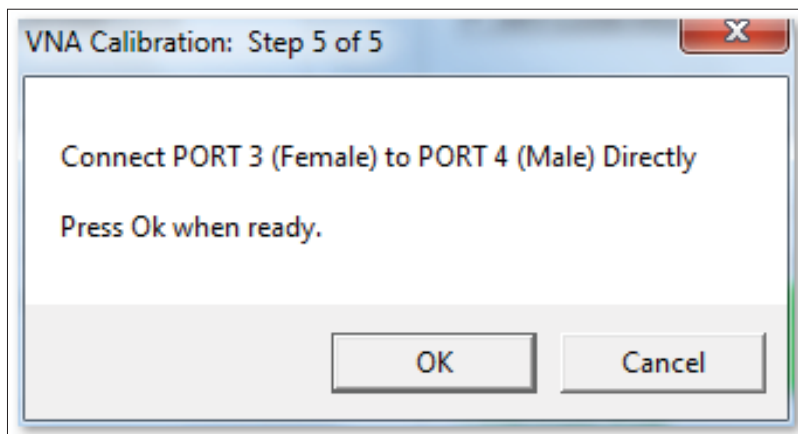 VNA Calibration: Step 5 of 5
Connect PORT 3 (Female) to PORT 4 (Male) Directly
Press Ok when ready.
OK
Cancel